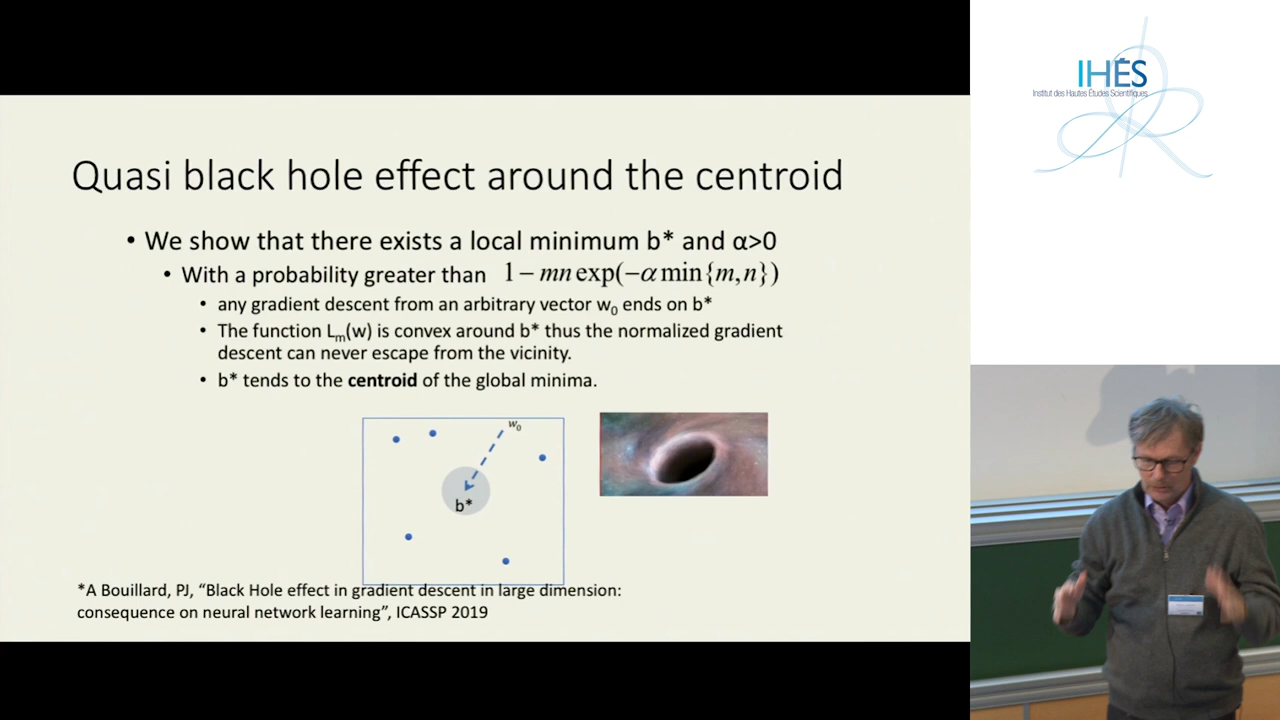 IHÉS
Institut des Hautes Études Scientifiques
Quasi black hole effect around the centroid
• We show that there exists a local minimum b* and α>0
• With a probability greater than 1 − mn exp(−α min{m,n})
• any gradient descent from an arbitrary vector w₀ ends on b*
• The function Lₘ(w) is convex around b* thus the normalized gradient
descent can never escape from the vicinity.
• b* tends to the centroid of the global minima.
w₀
b*
*A Bouillard, PJ, “Black Hole effect in gradient descent in large dimension:
consequence on neural network learning”, ICASSP 2019